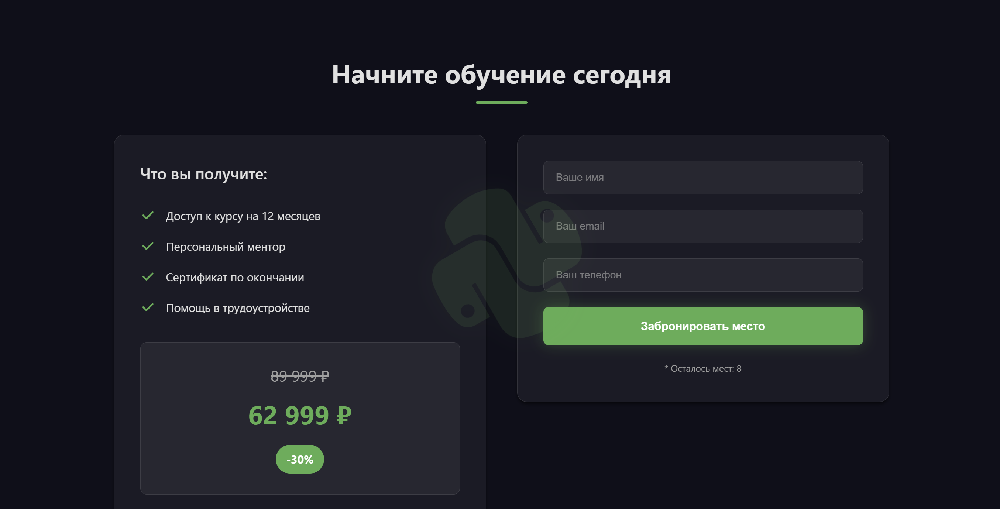 Начните обучение сегодня
Что вы получите:
Доступ к курсу на 12 месяцев
Персональный ментор
Сертификат по окончании
Помощь в трудоустройстве
89 999 ₽
62 999 ₽
-30%
Ваше имя
Ваш email
Ваш телефон
Забронировать место
* Осталось мест: 8